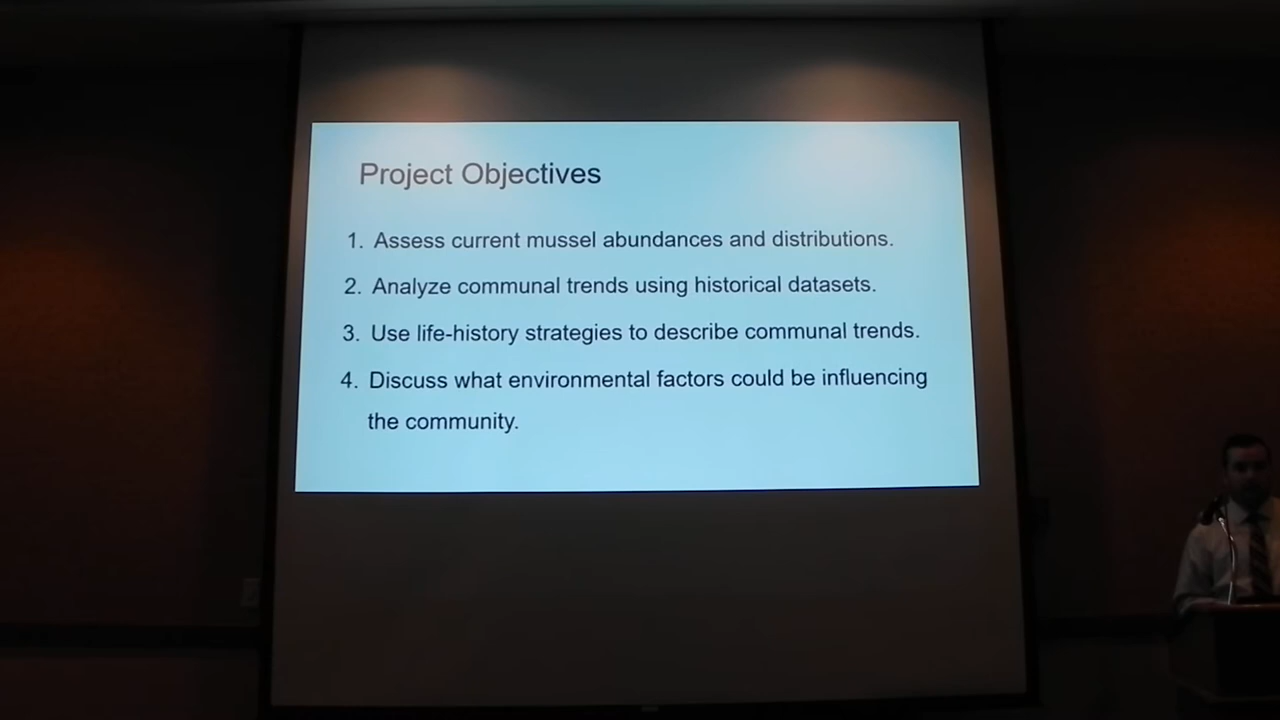 Project Objectives
1. Assess current mussel abundances and distributions.
2. Analyze communal trends using historical datasets.
3. Use life-history strategies to describe communal trends.
4. Discuss what environmental factors could be influencing
the community.